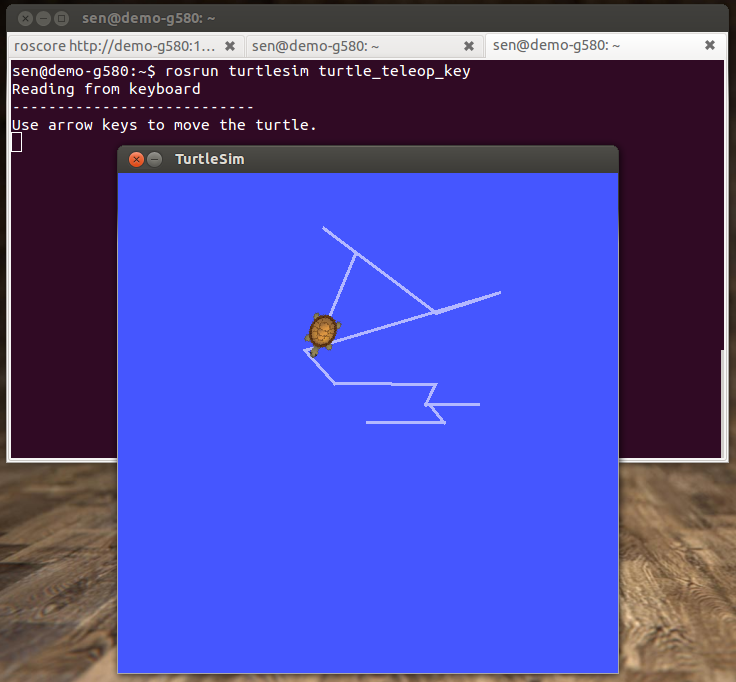 sen@demo-g580: ~
roscore http://demo-g580:1... sen@demo-g580: ~ sen@demo-g580: ~
sen@demo-g580:~$ rosrun turtlesim turtle_teleop_key
Reading from keyboard
---------------------------
Use arrow keys to move the turtle.
TurtleSim